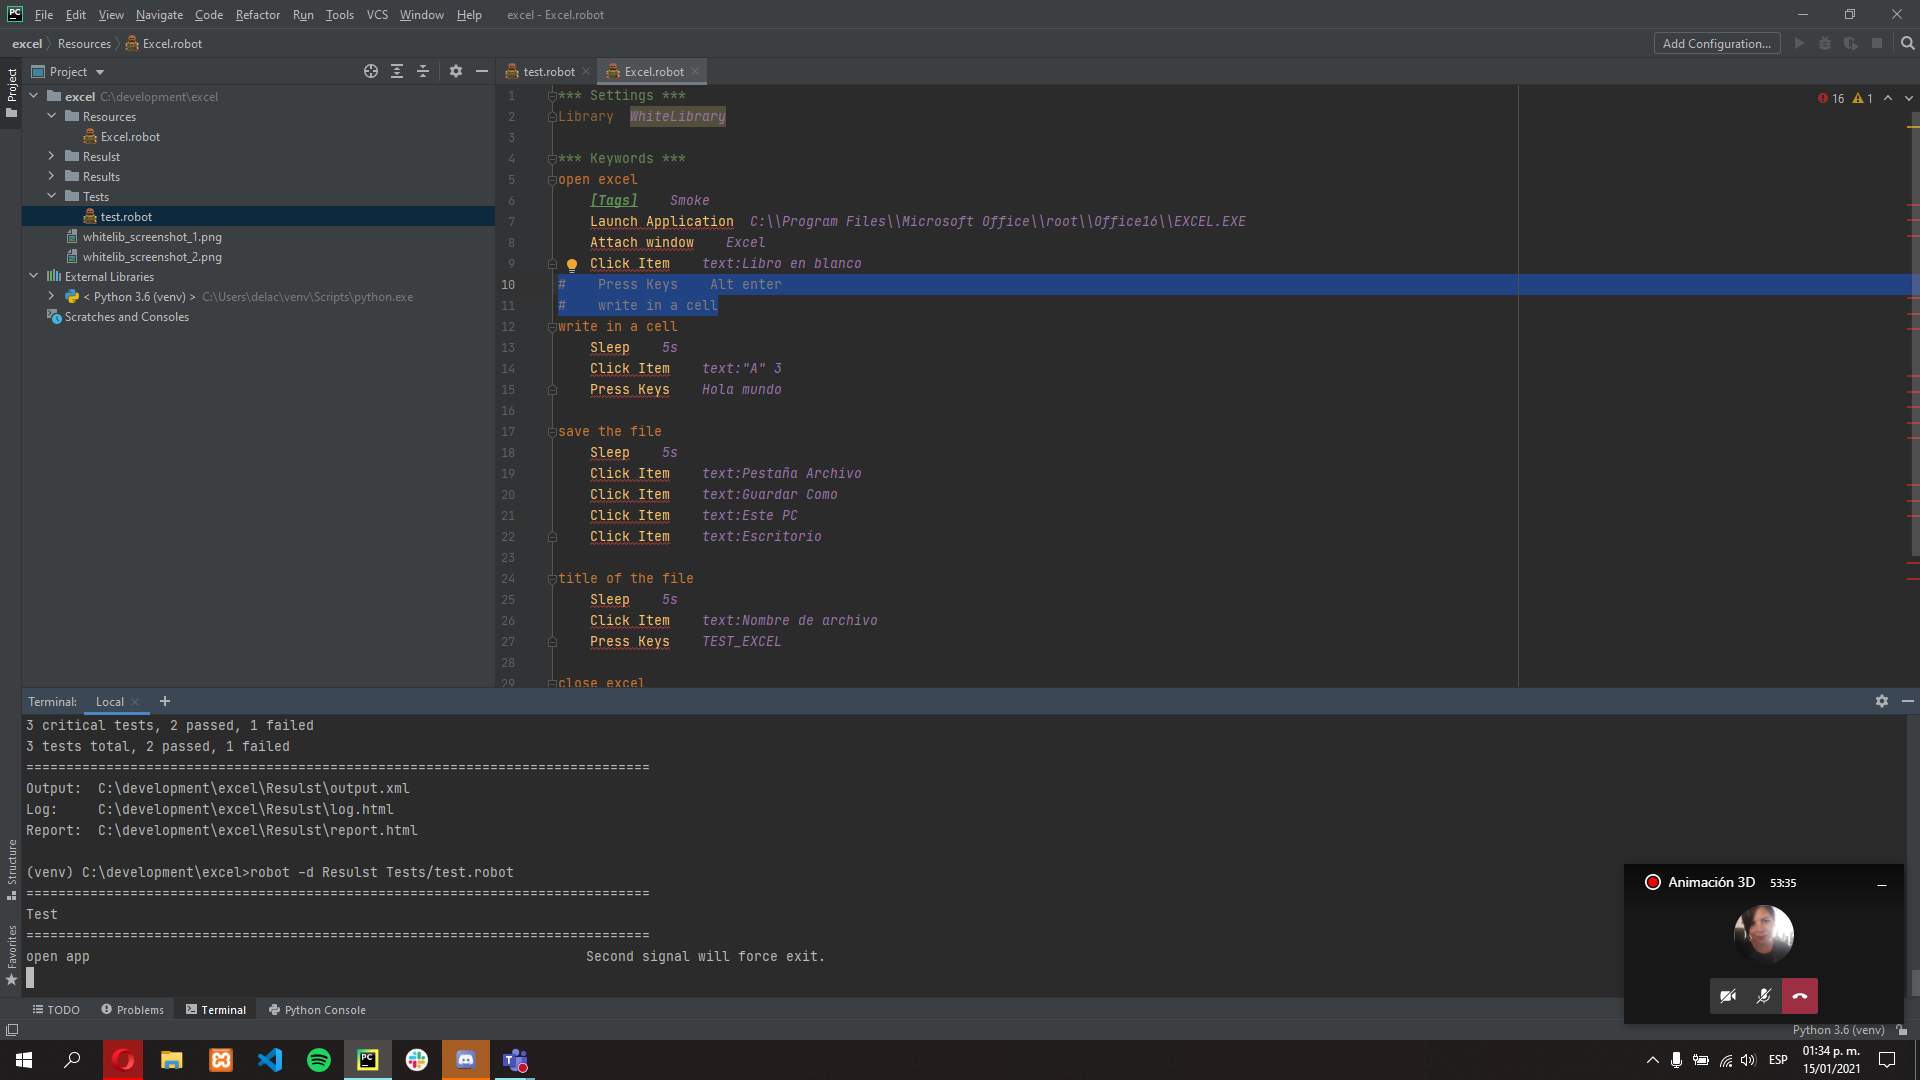 PC File Edit View Navigate Code Refactor Run Tools VCS Window Help excel - Excel.robot
excel Resources Excel.robot Add Configuration...
Project
Project
test.robot Excel.robot
excel C:\development\excel
Resources
Excel.robot
Resulst
Results
Tests
test.robot
whitelib_screenshot_1.png
whitelib_screenshot_2.png
External Libraries
< Python 3.6 (venv) > C:\Users\delac\venv\Scripts\python.exe
Scratches and Consoles
16 1
1 *** Settings ***
2 Library WhiteLibrary
3
4 *** Keywords ***
5 open excel
6 [Tags] Smoke
7 Launch Application C:\\Program Files\\Microsoft Office\\root\\Office16\\EXCEL.EXE
8 Attach window Excel
9 Click Item text:Libro en blanco
10 # Press Keys Alt enter
11 # write in a cell
12 write in a cell
13 Sleep 5s
14 Click Item text:"A" 3
15 Press Keys Hola mundo
16
17 save the file
18 Sleep 5s
19 Click Item text:Pestaña Archivo
20 Click Item text:Guardar Como
21 Click Item text:Este PC
22 Click Item text:Escritorio
23
24 title of the file
25 Sleep 5s
26 Click Item text:Nombre de archivo
27 Press Keys TEST_EXCEL
28
29 close excel
Terminal: Local
3 critical tests, 2 passed, 1 failed
3 tests total, 2 passed, 1 failed
==============================================================================
Output: C:\development\excel\Resulst\output.xml
Log: C:\development\excel\Resulst\log.html
Report: C:\development\excel\Resulst\report.html
(venv) C:\development\excel>robot -d Resulst Tests/test.robot
==============================================================================
Test
==============================================================================
open app Second signal will force exit.
Structure
Favorites
Animación 3D 53:35
TODO Problems Terminal Python Console
Python 3.6 (venv)
PC
T
ESP
01:34 p. m.
15/01/2021